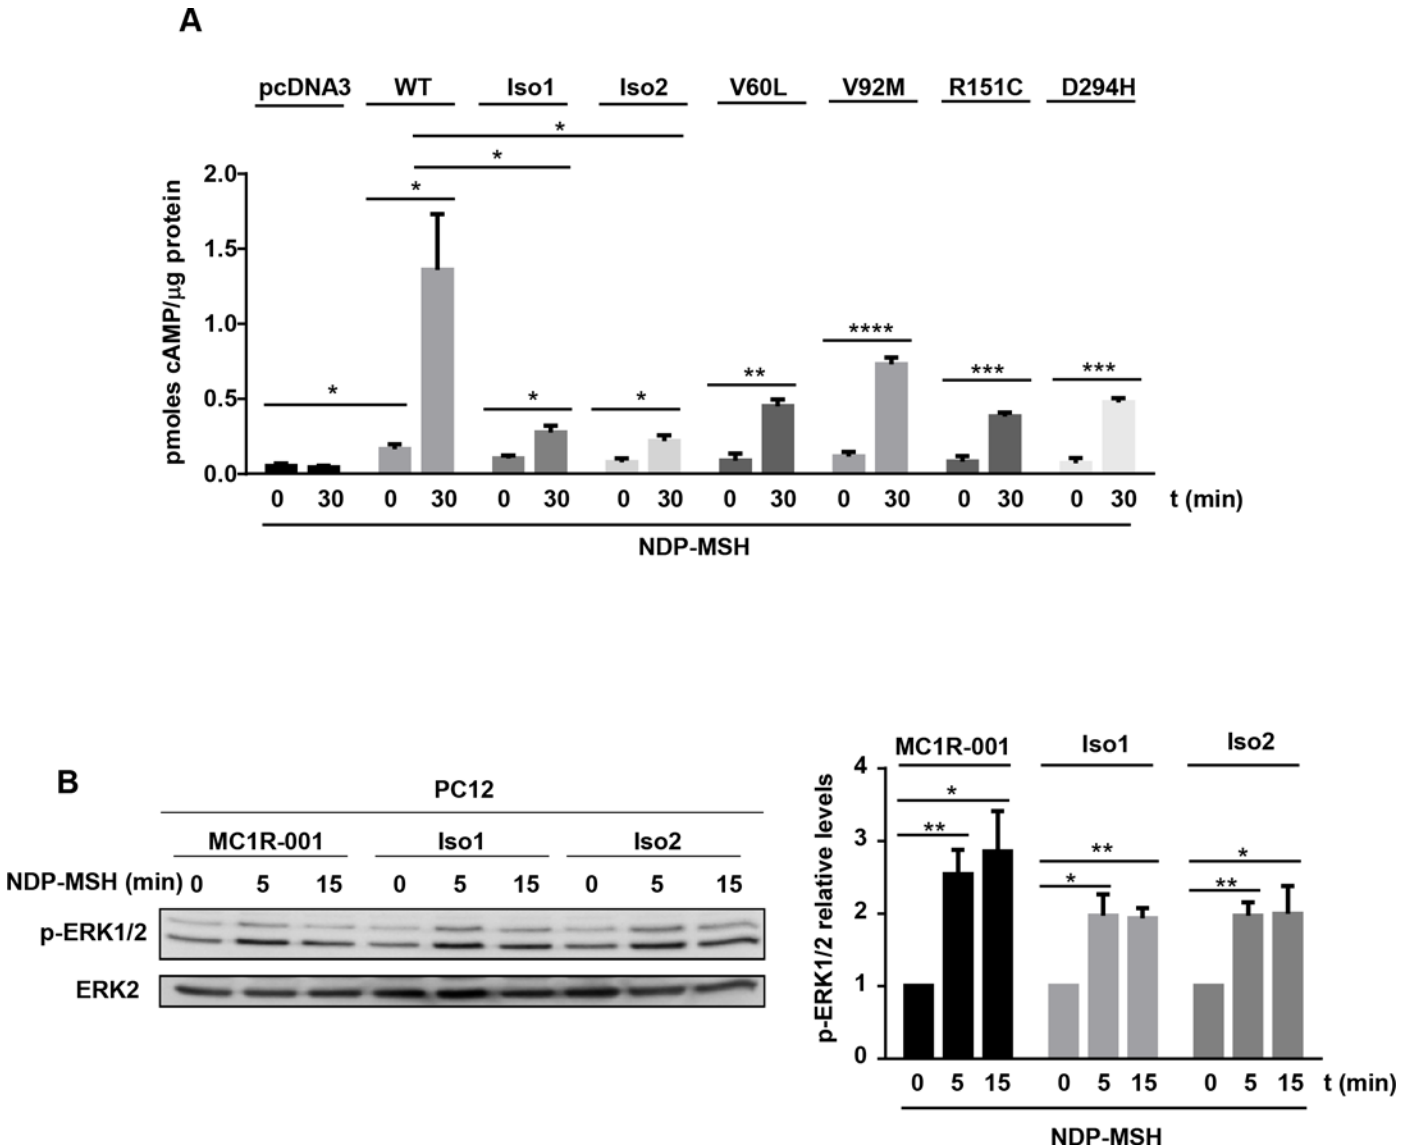 A
pcDNA3 WT Iso1 Iso2 V60L V92M R151C D294H
*
*
*
*
*
*
**
****
***
***
pmoles cAMP/μg protein
2.0
1.5
1.0
0.5
0.0
0 30 0 30 0 30 0 30 0 30 0 30 0 30 0 30 t (min)
NDP-MSH
B
PC12
MC1R-001 Iso1 Iso2
NDP-MSH (min) 0 5 15 0 5 15 0 5 15
p-ERK1/2
ERK2
MC1R-001 Iso1 Iso2
*
**
**
*
*
**
p-ERK1/2 relative levels
4
3
2
1
0
0 5 15 0 5 15 0 5 15 t (min)
NDP-MSH